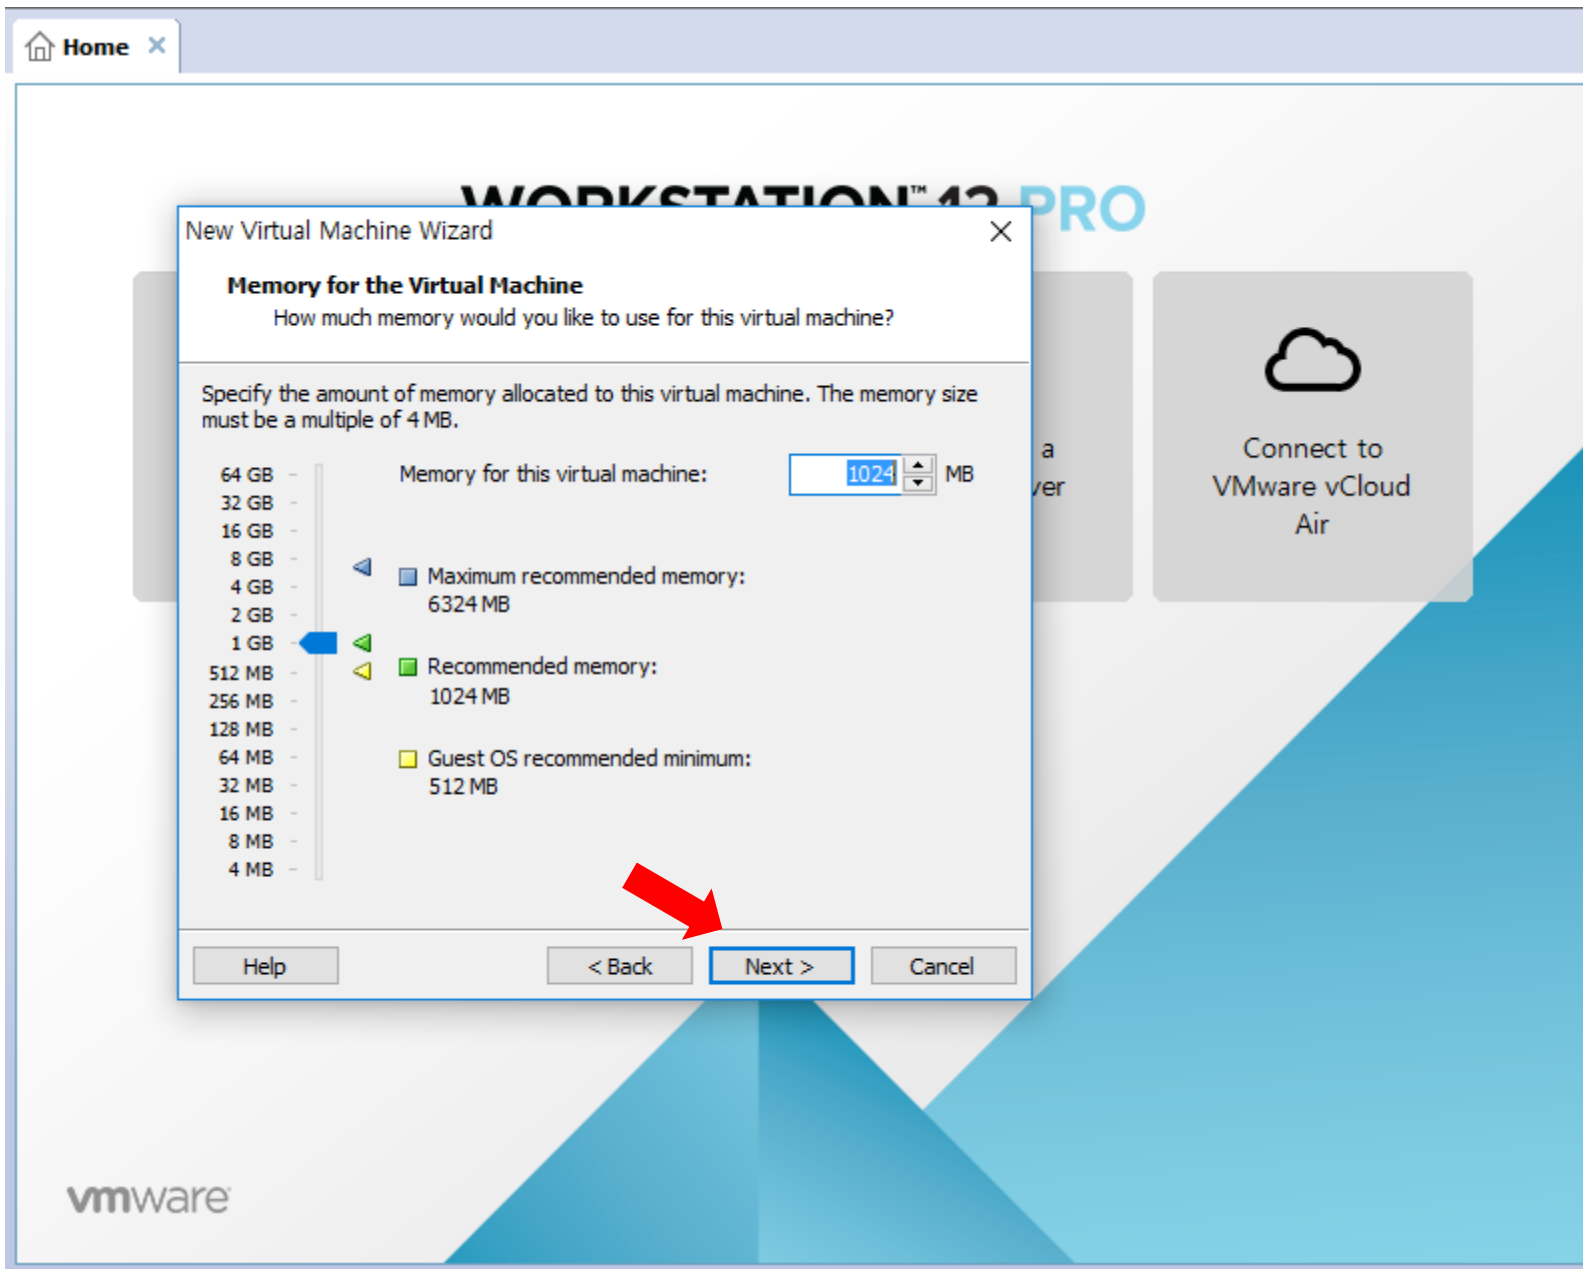 Home
WORKSTATION™ 12 PRO
New Virtual Machine Wizard
Memory for the Virtual Machine
How much memory would you like to use for this virtual machine?
Specify the amount of memory allocated to this virtual machine. The memory size
must be a multiple of 4 MB.
Memory for this virtual machine: 1024 MB
64 GB
32 GB
16 GB
8 GB
4 GB
2 GB
1 GB
512 MB
256 MB
128 MB
64 MB
32 MB
16 MB
8 MB
4 MB
Maximum recommended memory:
6324 MB
Recommended memory:
1024 MB
Guest OS recommended minimum:
512 MB
Help
< Back
Next >
Cancel
a
ver
Connect to
VMware vCloud
Air
vmware